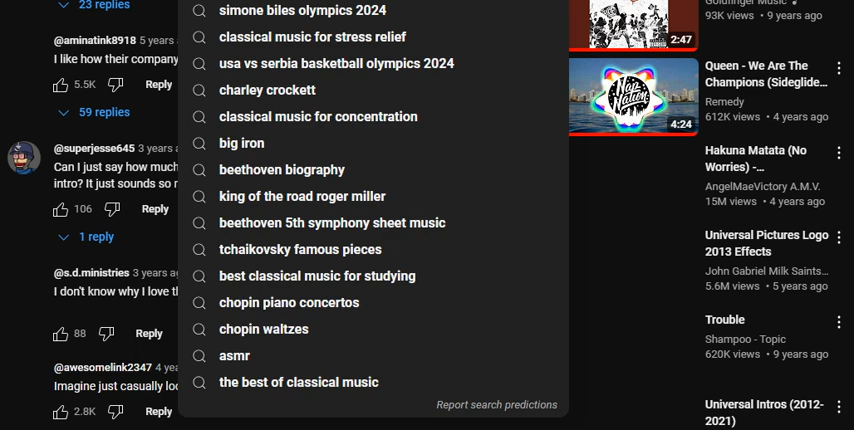 23 replies
@aminatink8918 5 years
I like how their company
5.5K Reply
59 replies
@superjesse645 3 years a
Can I just say how much
intro? It just sounds so r
106 Reply
1 reply
@s.d.ministries 3 years ag
I don't know why I love t
88 Reply
@awesomelink2347 4 yea
Imagine just casually loo
2.8K Reply
simone biles olympics 2024
classical music for stress relief
usa vs serbia basketball olympics 2024
charley crockett
classical music for concentration
big iron
beethoven biography
king of the road roger miller
beethoven 5th symphony sheet music
tchaikovsky famous pieces
best classical music for studying
chopin piano concertos
chopin waltzes
asmr
the best of classical music
Report search predictions
2:47
Goldfinger Music
93K views • 9 years ago
Nap
Nation
4:24
Queen - We Are The
Champions (Sideglide...
Remedy
612K views • 4 years ago
Hakuna Matata (No
Worries) -...
AngelMaeVictory A.M.V.
15M views • 4 years ago
Universal Pictures Logo
2013 Effects
John Gabriel Milk Saints...
5.6M views • 5 years ago
Trouble
Shampoo - Topic
620K views • 9 years ago
Universal Intros (2012-
2021)